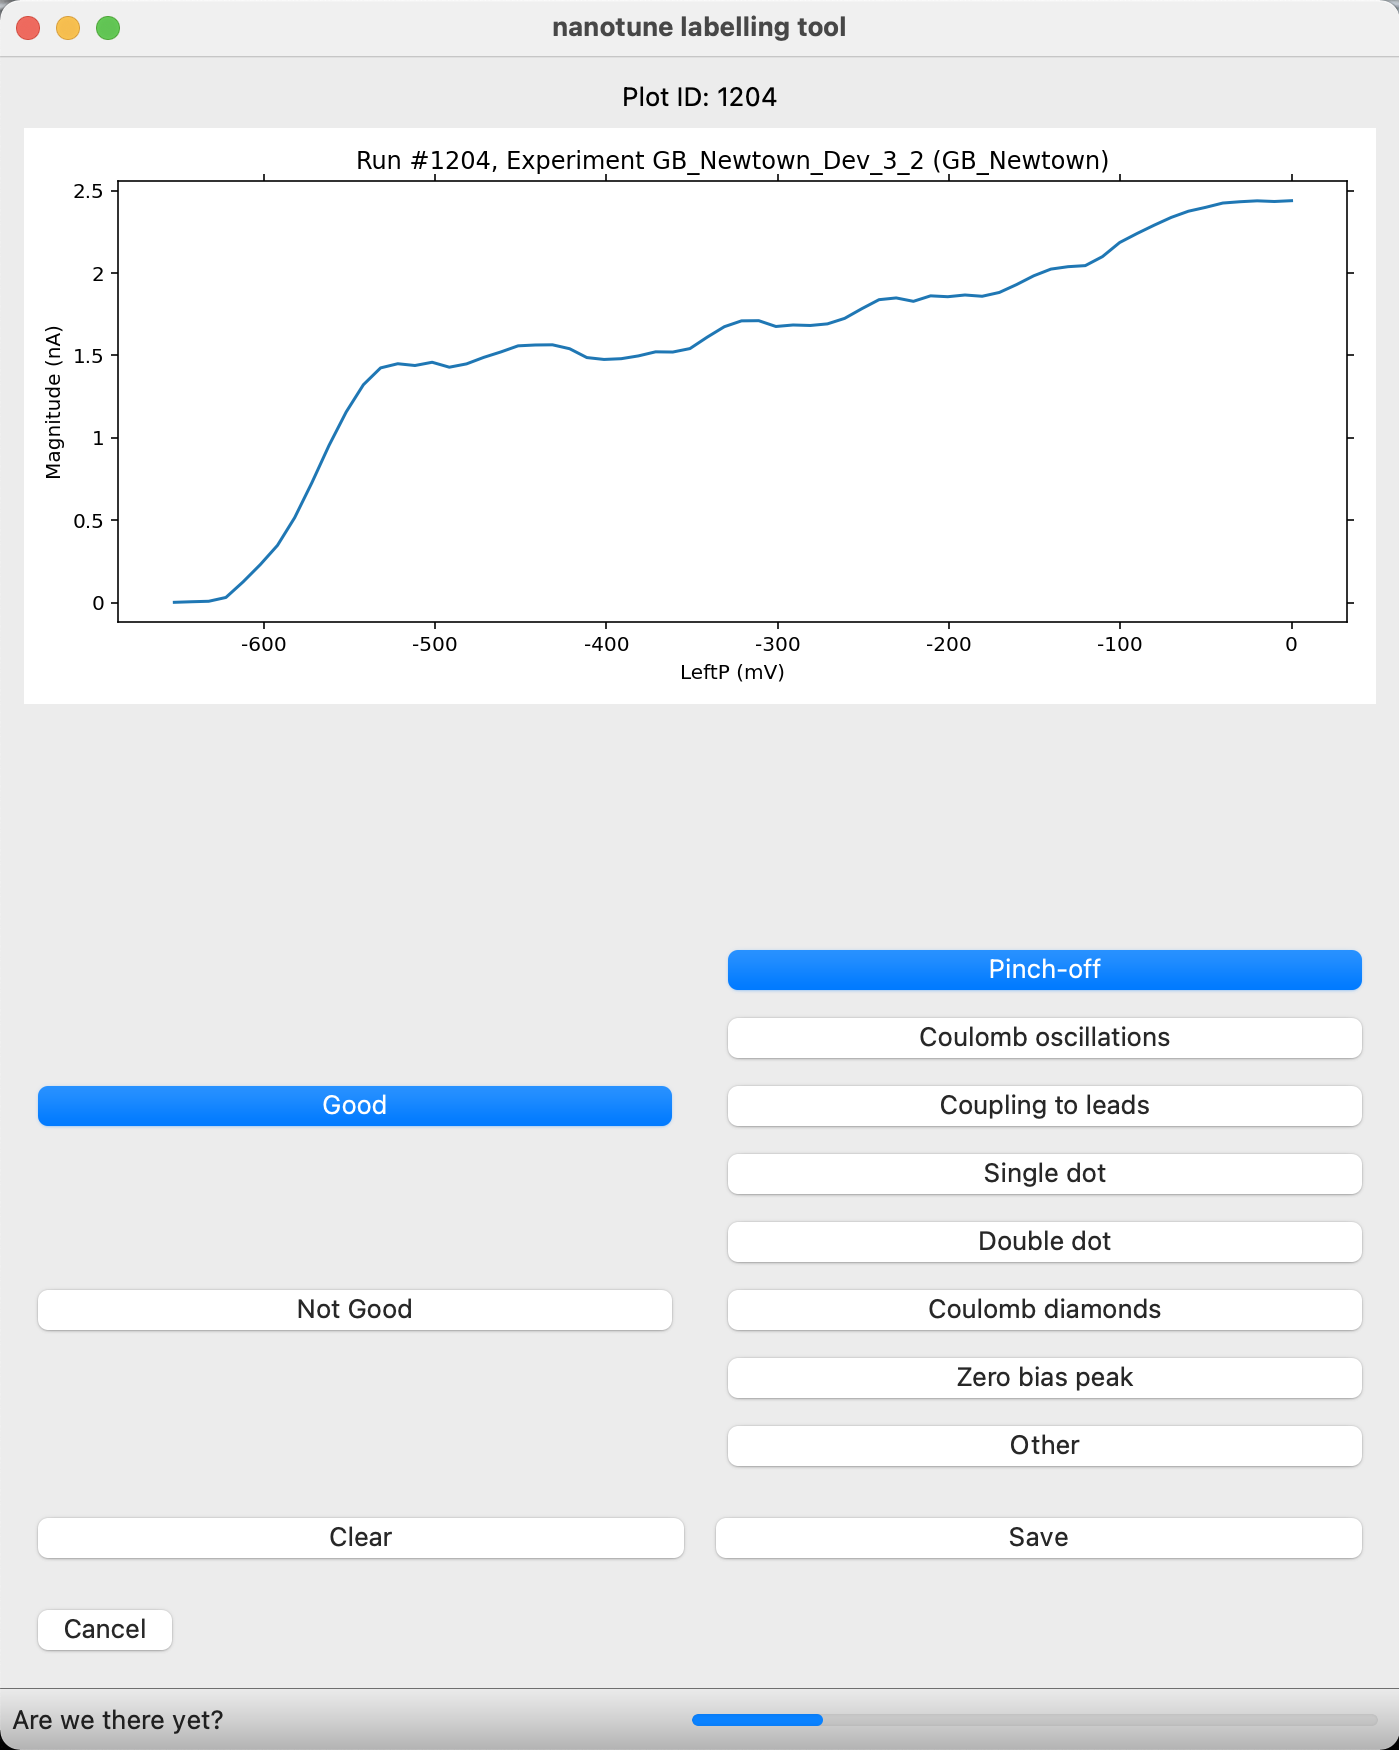 nanotune labelling tool
Plot ID: 1204
Run #1204, Experiment GB_Newtown_Dev_3_2 (GB_Newtown)
2.5
2
1.5
1
0.5
0
Magnitude (nA)
-600 -500 -400 -300 -200 -100 0
LeftP (mV)
Pinch-off
Coulomb oscillations
Good
Coupling to leads
Single dot
Double dot
Not Good
Coulomb diamonds
Zero bias peak
Other
Clear
Save
Cancel
Are we there yet?